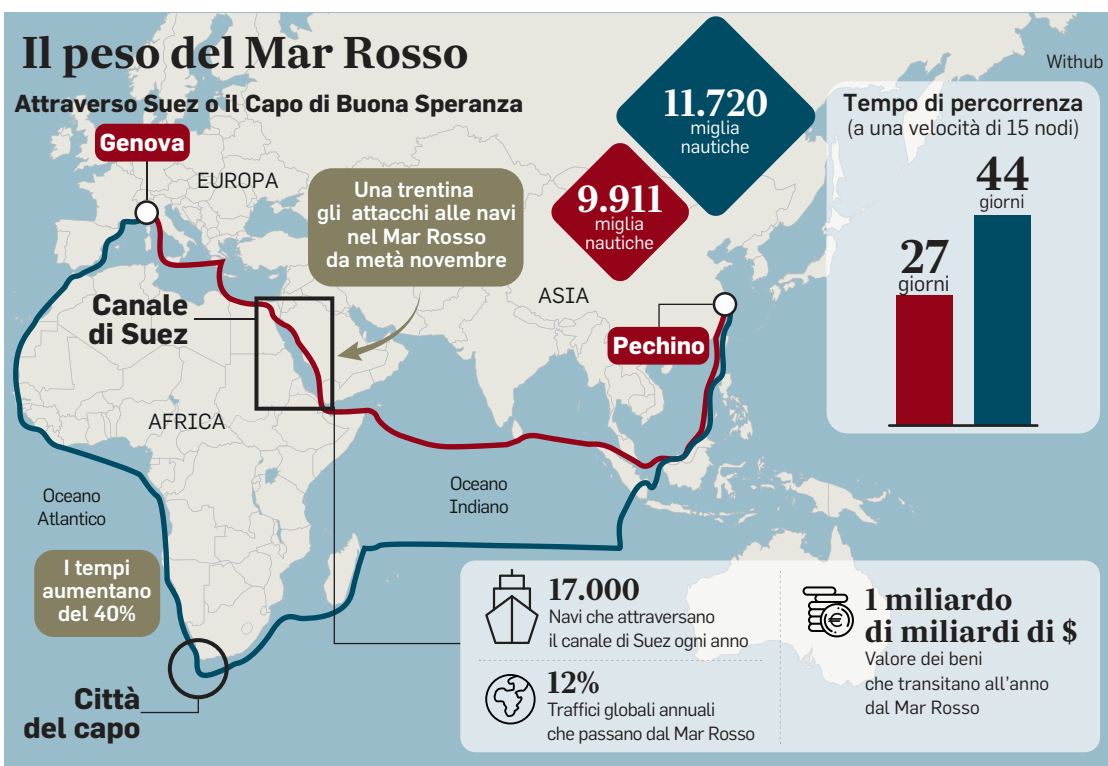 Il peso del Mar Rosso
Attraverso Suez o il Capo di Buona Speranza
Withub
11.720
miglia
nautiche
9.911
miglia
nautiche
Tempo di percorrenza
(a una velocità di 15 nodi)
27
giorni
44
giorni
Genova
EUROPA
Una trentina
gli attacchi alle navi
nel Mar Rosso
da metà novembre
Canale
di Suez
ASIA
Pechino
AFRICA
Oceano
Atlantico
Oceano
Indiano
I tempi
aumentano
del 40%
Città
del capo
17.000
Navi che attraversano
il canale di Suez ogni anno
12%
Traffici globali annuali
che passano dal Mar Rosso
1 miliardo
di miliardi di $
Valore dei beni
che transitano all'anno
dal Mar Rosso